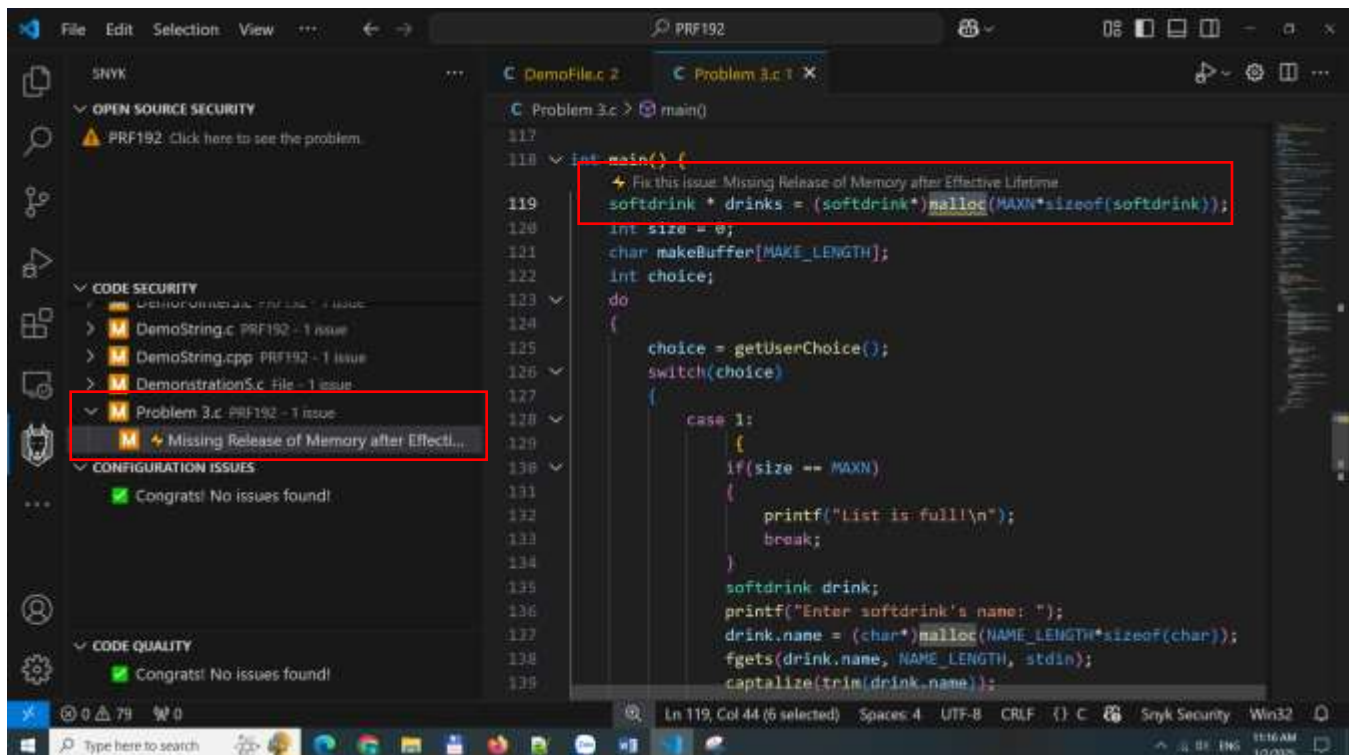 File Edit Selection View ··· PRF192
SNYK ···
OPEN SOURCE SECURITY
PRF192 Click here to see the problem.
CODE SECURITY
DemoString.c PRF192 - 1 issue
DemoString.cpp PRF192 - 1 issue
Demonstration5.c File - 1 issue
Problem 3.c PRF192 - 1 issue
Missing Release of Memory after Effecti...
CONFIGURATION ISSUES
Congrats! No issues found!
CODE QUALITY
Congrats! No issues found!
C DemoFile.c 2 C Problem 3.c 1
C Problem 3.c > main()
117
118 int main() {
Fix this issue: Missing Release of Memory after Effective Lifetime
119 softdrink * drinks = (softdrink*)malloc(MAXN*sizeof(softdrink));
120 int size = 0;
121 char makeBuffer[MAKE_LENGTH];
122 int choice;
123 do
124 {
125 choice = getUserChoice();
126 switch(choice)
127 {
128 case 1:
129 {
130 if(size == MAXN)
131 {
132 printf("List is full!\n");
133 break;
134 }
135 softdrink drink;
136 printf("Enter softdrink's name: ");
137 drink.name = (char*)malloc(NAME_LENGTH*sizeof(char));
138 fgets(drink.name, NAME_LENGTH, stdin);
139 captalize(trim(drink.name));
0 79 0 Ln 119, Col 44 (6 selected) Spaces: 4 UTF-8 CRLF {} C Snyk Security Win32
Type here to search ENG 11:16 AM